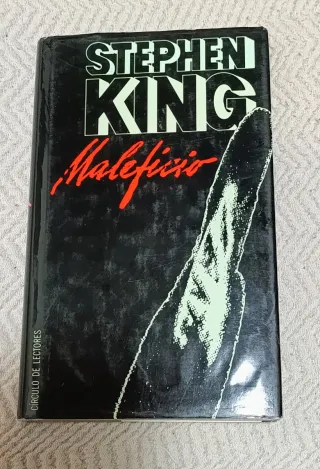 STEPHEN
KING
Maleficio
CIRCULO DE LECTORES